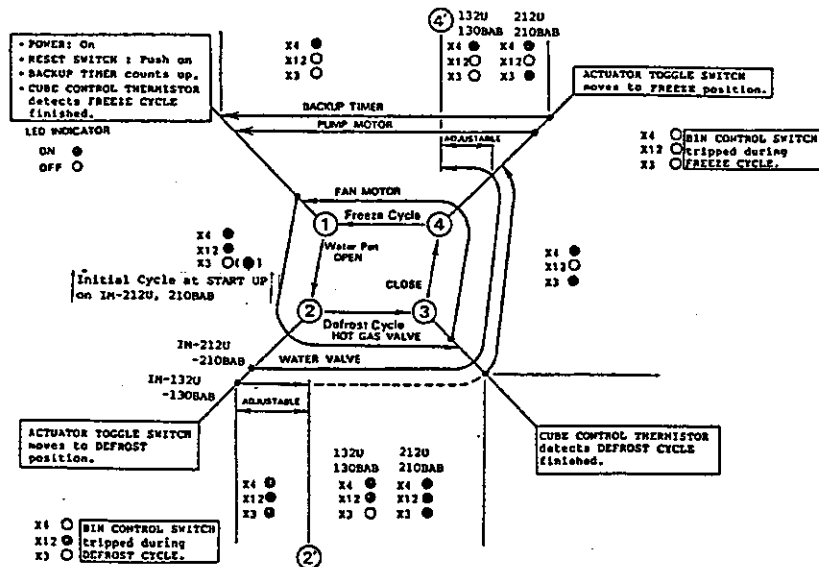 • POWER: On
• RESET SWITCH : Push on
• BACKUP TIMER counts up.
• CUBE CONTROL THERMISTOR
detects FREEZE CYCLE
finished.
LED INDICATOR
ON ●
OFF ○
X4 ●
X12 ○
X3 ○
4'
132U 212U
130BAB 210BAB
X4 ● X4 ●
X12 ○ X12 ○
X3 ○ X3 ●
ACTUATOR TOGGLE SWITCH
moves to FREEZE position.
BACKUP TIMER
PUMP MOTOR
ADJUSTABLE
X4 ○ BIN CONTROL SWITCH
X12 ○ tripped during
X3 ○ FREEZE CYCLE.
FAN MOTOR
1 Freeze Cycle 4
Water Pan
OPEN
X4 ●
X12 ●
X3 ○(●)
Initial Cycle at START UP
on IM-212U, 210BAB
CLOSE
X4 ●
X12 ○
X3 ●
2 3
Defrost Cycle
HOT GAS VALVE
IM-212U
-210BAB
WATER VALVE
IM-132U
-130BAB
ADJUSTABLE
ACTUATOR TOGGLE SWITCH
moves to DEFROST
position.
CUBE CONTROL THERMISTOR
detects DEFROST CYCLE
finished.
132U 212U
130BAB 210BAB
X4 ● X4 ● X4 ●
X12 ● X12 ● X12 ●
X3 ● X3 ○ X3 ●
X4 ○ BIN CONTROL SWITCH
X12 ● tripped during
X3 ○ DEFROST CYCLE.
2'